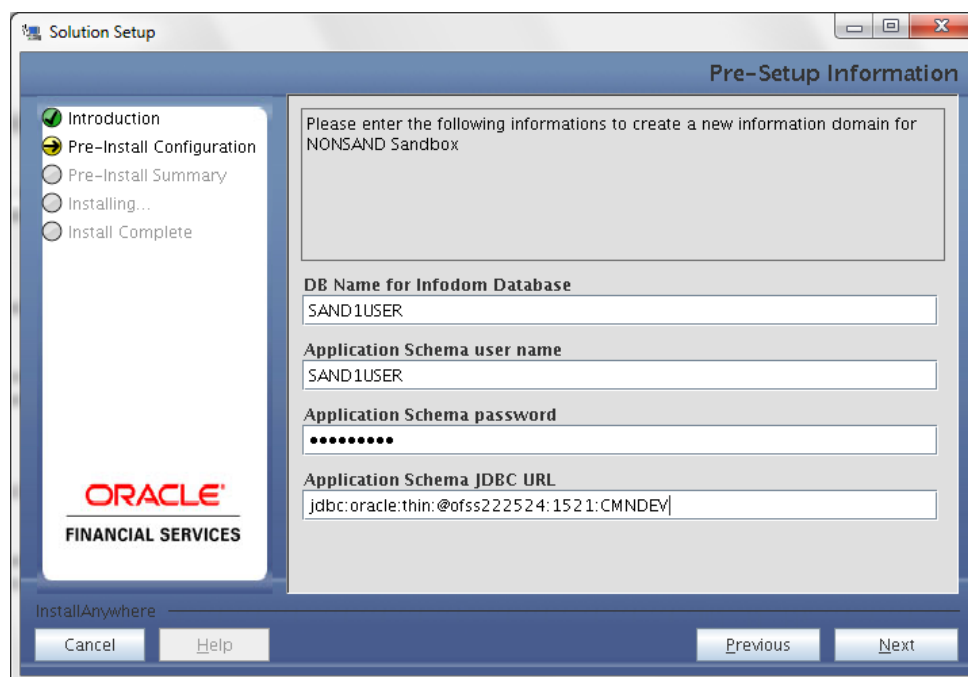 Solution Setup
Pre-Setup Information
Introduction
Pre-Install Configuration
Pre-Install Summary
Installing...
Install Complete
ORACLE
FINANCIAL SERVICES
Please enter the following informations to create a new information domain for
NONSAND Sandbox
DB Name for Infodom Database
SAND1USER
Application Schema user name
SAND1USER
Application Schema password
•••••••••
Application Schema JDBC URL
jdbc:oracle:thin:@ofss222524:1521:CMNDEV
InstallAnywhere
Cancel
Help
Previous
Next